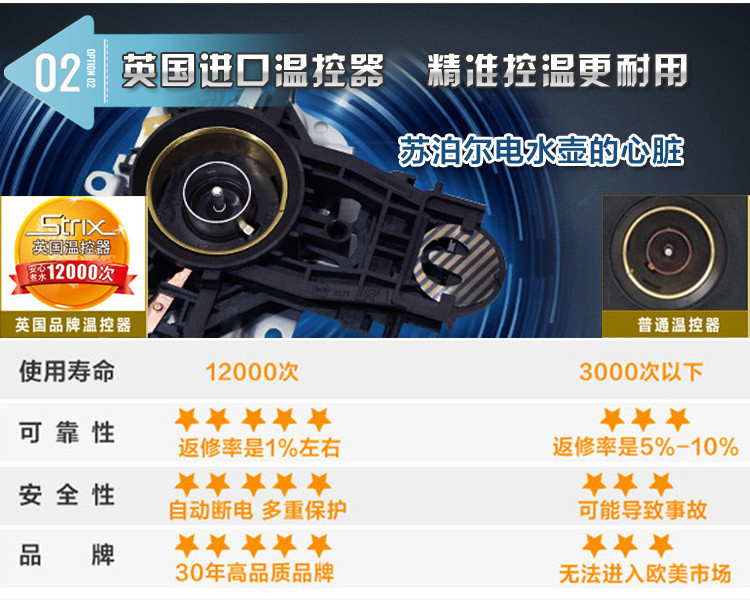 02
OPTION 02
英国进口温控器 精准控温更耐用
苏泊尔电水壶的心脏
Strix
英国温控器
安心煮水 12000次
英国品牌温控器
普通温控器
使用寿命 12000次 3000次以下
可靠性 返修率是1%左右 返修率是5%-10%
安全性 自动断电 多重保护 可能导致事故
品牌 30年高品质品牌 无法进入欧美市场